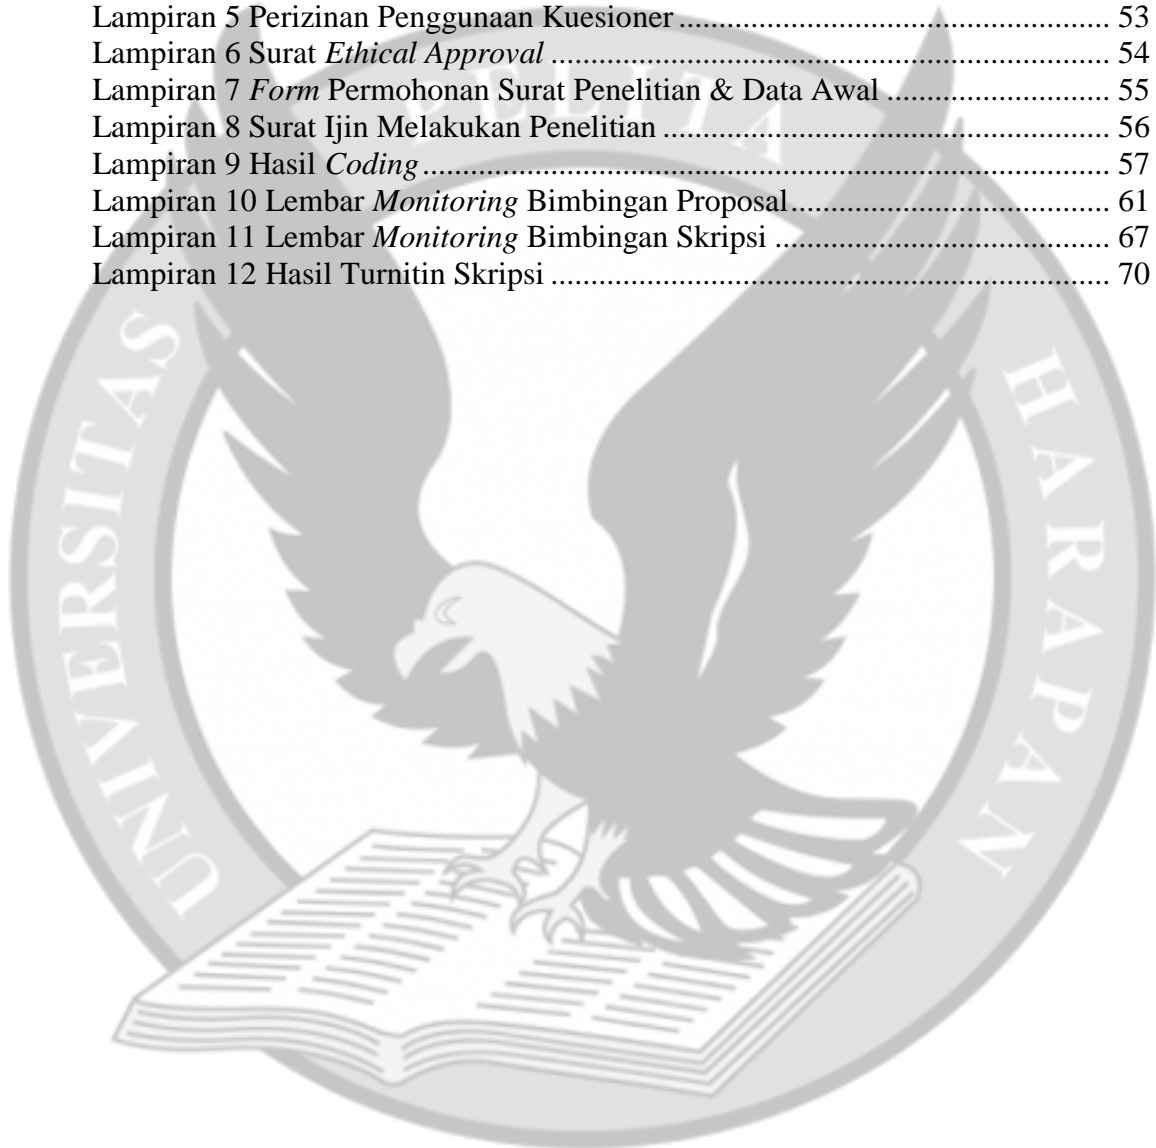 Lampiran 5 Perizinan Penggunaan Kuesioner ....................................................... 53
Lampiran 6 Surat Ethical Approval ....................................................................... 54
Lampiran 7 Form Permohonan Surat Penelitian & Data Awal ............................ 55
Lampiran 8 Surat Ijin Melakukan Penelitian ......................................................... 56
Lampiran 9 Hasil Coding ....................................................................................... 57
Lampiran 10 Lembar Monitoring Bimbingan Proposal ........................................ 61
Lampiran 11 Lembar Monitoring Bimbingan Skripsi .......................................... 67
Lampiran 12 Hasil Turnitin Skripsi ....................................................................... 70
UNIVERSITAS PELITA HARAPAN